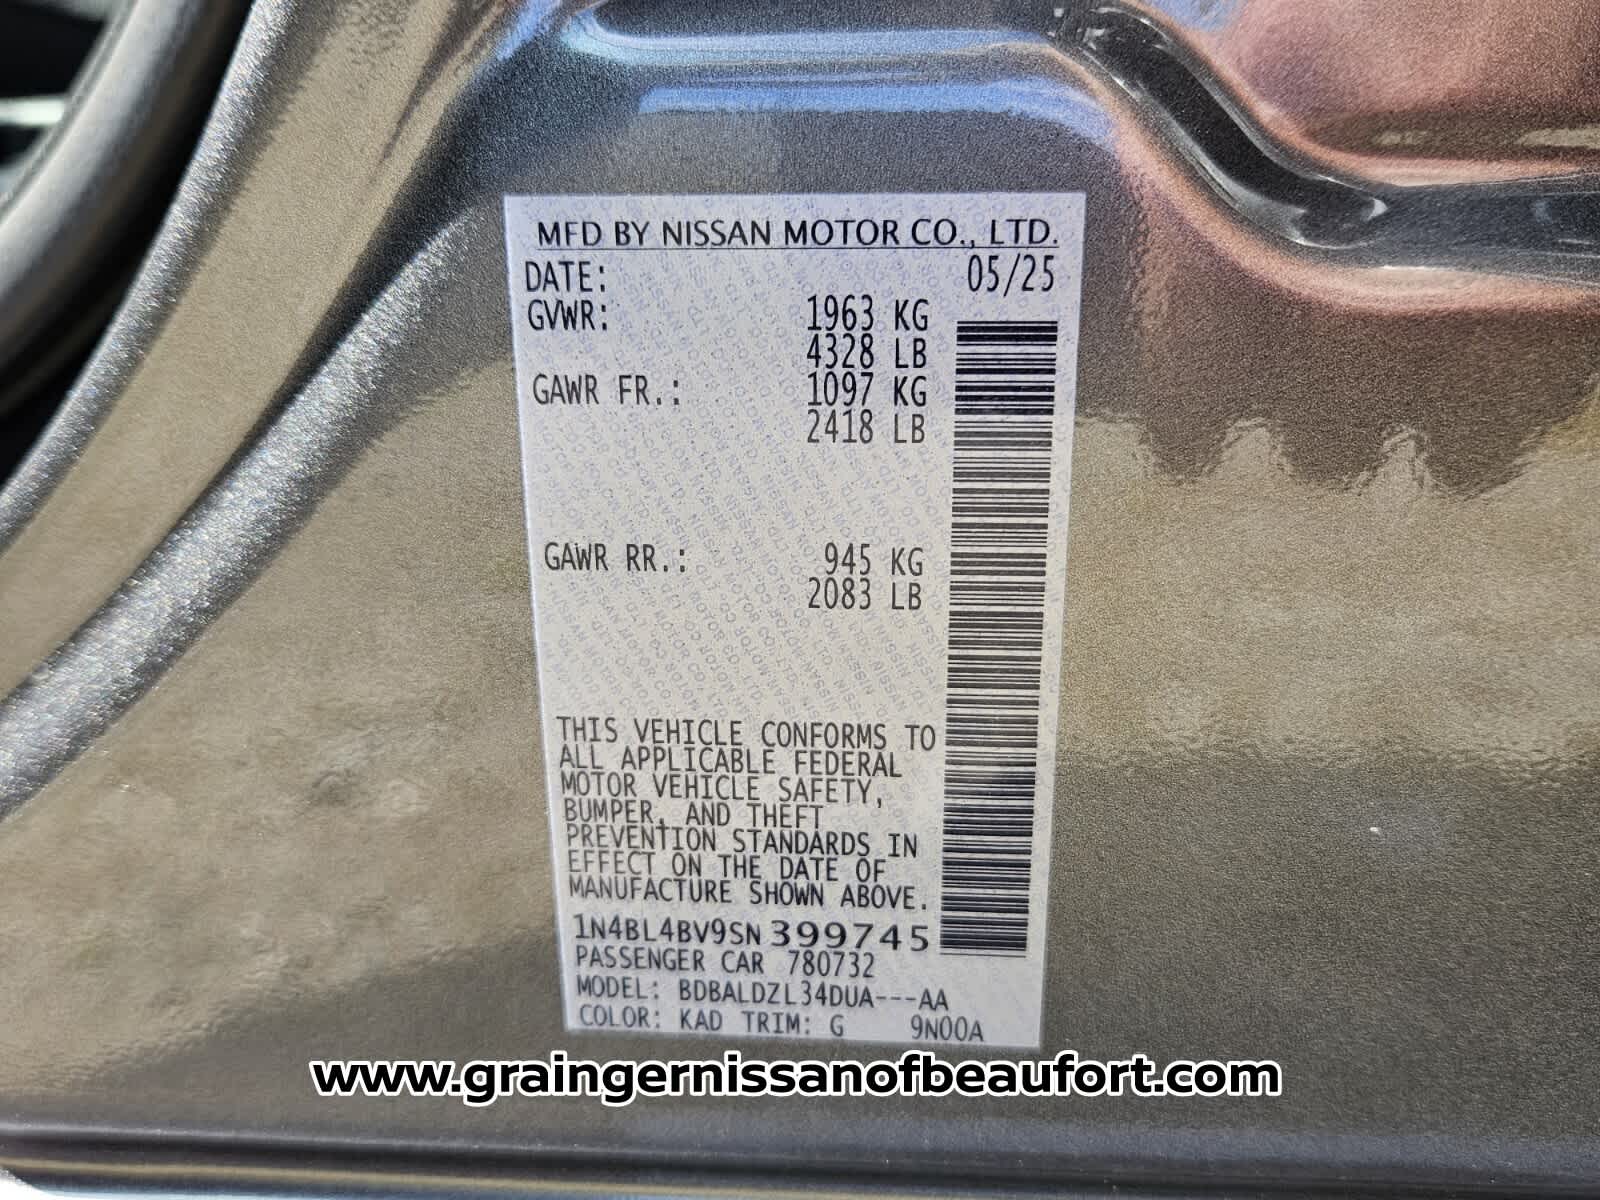 MFD BY NISSAN MOTOR CO., LTD.
DATE: 05/25
GVWR: 1963 KG
4328 LB
GAWR FR.: 1097 KG
2418 LB
GAWR RR.: 945 KG
2083 LB
THIS VEHICLE CONFORMS TO
ALL APPLICABLE FEDERAL
MOTOR VEHICLE SAFETY,
BUMPER, AND THEFT
PREVENTION STANDARDS IN
EFFECT ON THE DATE OF
MANUFACTURE SHOWN ABOVE.
1N4BL4BV9SN399745
PASSENGER CAR 780732
MODEL: BDBALDZL34DUA---AA
COLOR: KAD TRIM: G 9N00A
www.graingernissanofbeaufort.com